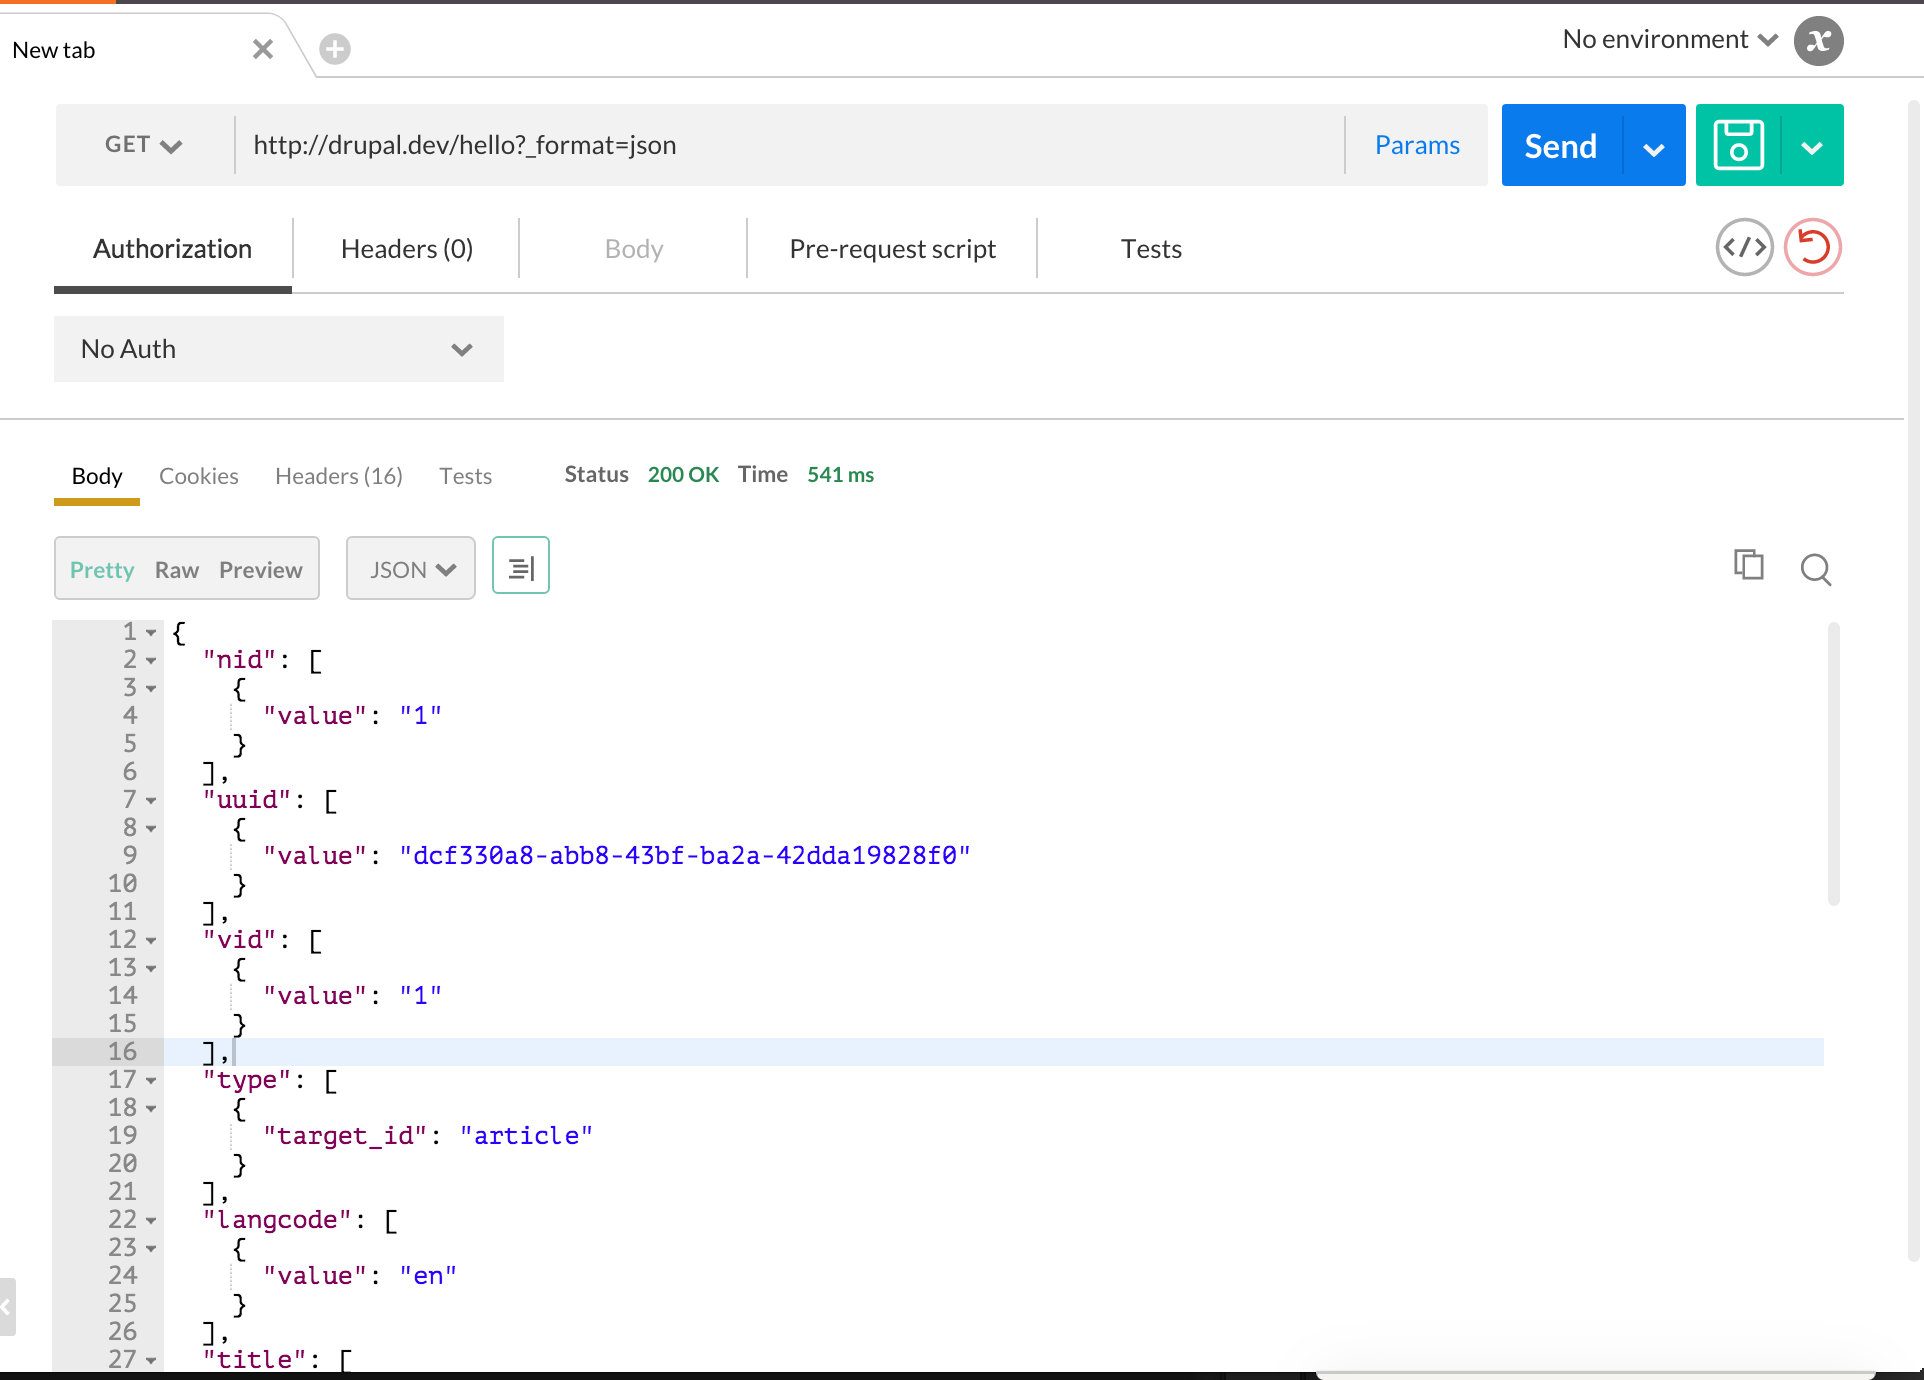 New tab
No environment
GET http://drupal.dev/hello?_format=json Params Send
Authorization Headers (0) Body Pre-request script Tests
No Auth
Body Cookies Headers (16) Tests Status 200 OK Time 541 ms
Pretty Raw Preview JSON
1 {
2 "nid": [
3 {
4 "value": "1"
5 }
6 ],
7 "uuid": [
8 {
9 "value": "dcf330a8-abb8-43bf-ba2a-42dda19828f0"
10 }
11 ],
12 "vid": [
13 {
14 "value": "1"
15 }
16 ],
17 "type": [
18 {
19 "target_id": "article"
20 }
21 ],
22 "langcode": [
23 {
24 "value": "en"
25 }
26 ],
27 "title": [